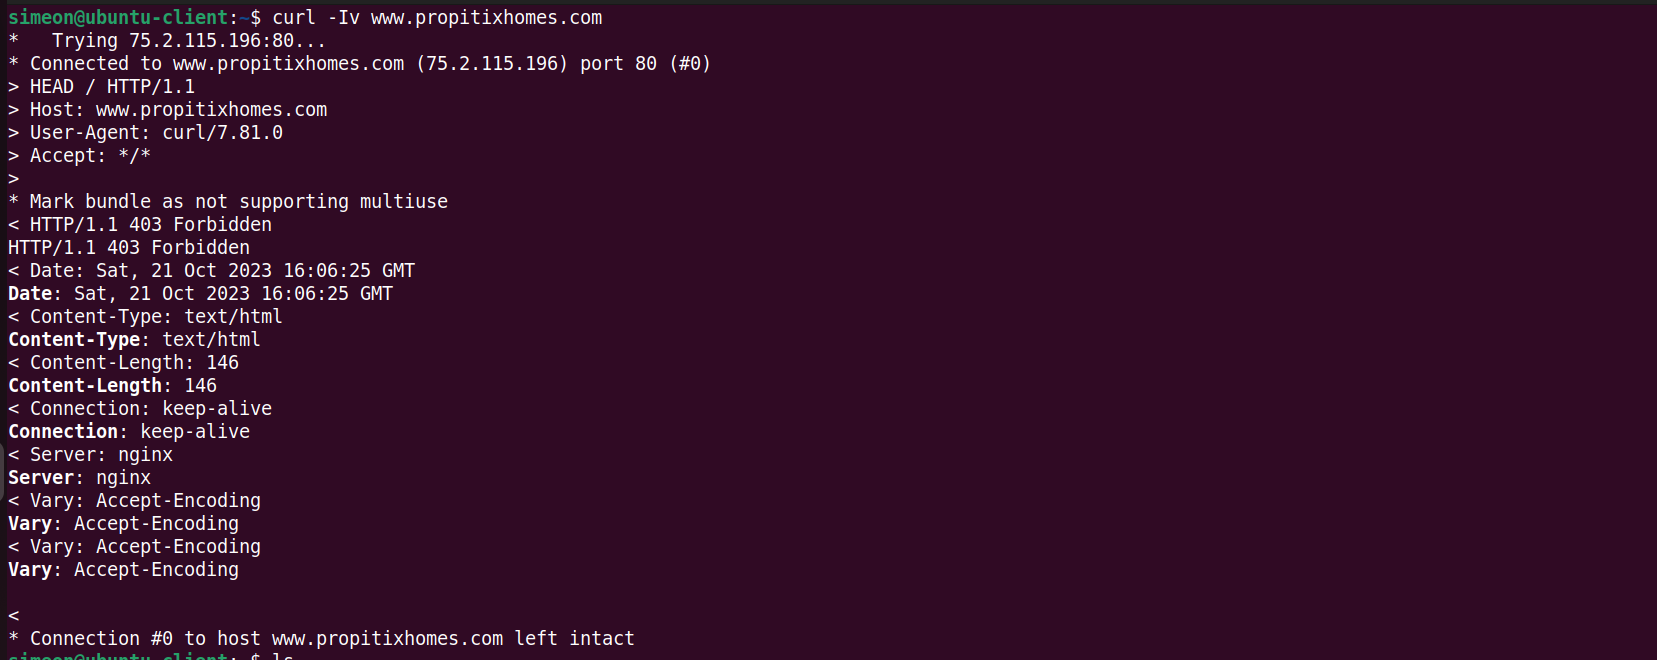 simeon@ubuntu-client:~$ curl -Iv www.propitixhomes.com
*   Trying 75.2.115.196:80...
* Connected to www.propitixhomes.com (75.2.115.196) port 80 (#0)
> HEAD / HTTP/1.1
> Host: www.propitixhomes.com
> User-Agent: curl/7.81.0
> Accept: */*
>
* Mark bundle as not supporting multiuse
< HTTP/1.1 403 Forbidden
HTTP/1.1 403 Forbidden
< Date: Sat, 21 Oct 2023 16:06:25 GMT
Date: Sat, 21 Oct 2023 16:06:25 GMT
< Content-Type: text/html
Content-Type: text/html
< Content-Length: 146
Content-Length: 146
< Connection: keep-alive
Connection: keep-alive
< Server: nginx
Server: nginx
< Vary: Accept-Encoding
Vary: Accept-Encoding
< Vary: Accept-Encoding
Vary: Accept-Encoding

<
* Connection #0 to host www.propitixhomes.com left intact
simeon@ubuntu-client:~$ ls